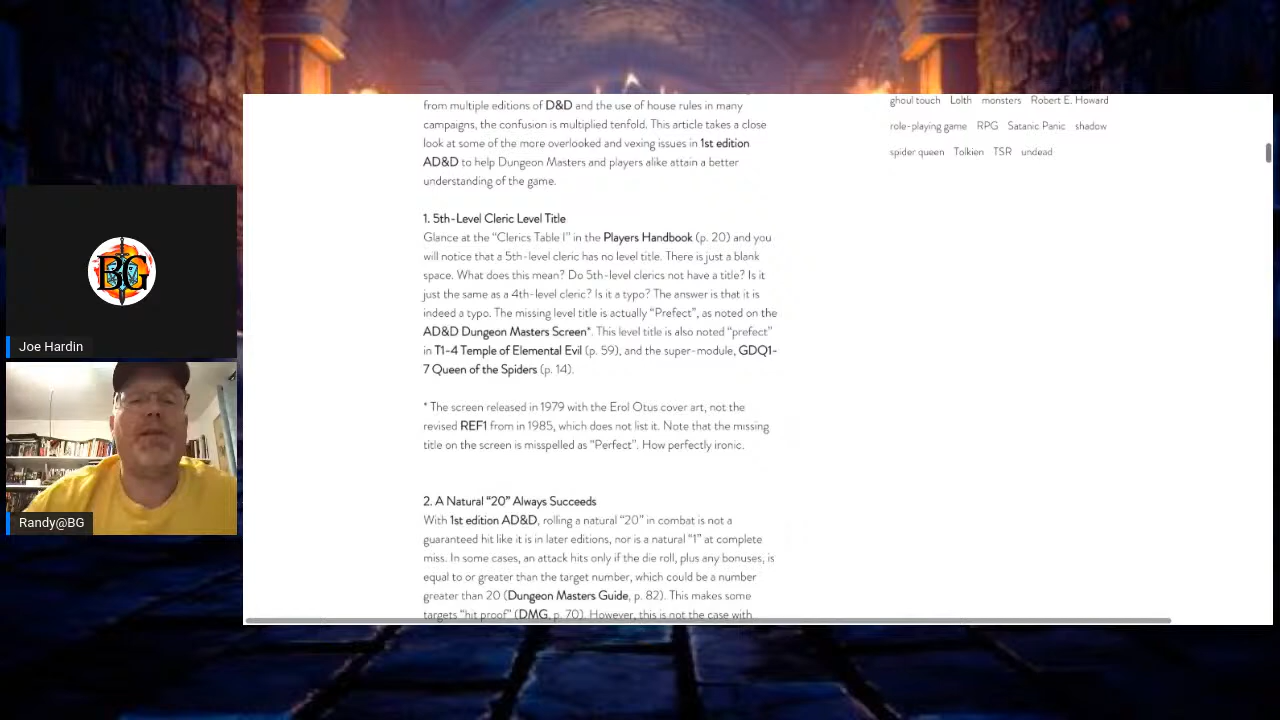 from multiple editions of D&D and the use of house rules in many
campaigns, the confusion is multiplied tenfold. This article takes a close
look at some of the more overlooked and vexing issues in 1st edition
AD&D to help Dungeon Masters and players alike attain a better
understanding of the game.
1. 5th-Level Cleric Level Title
Glance at the “Clerics Table I” in the Players Handbook (p. 20) and you
will notice that a 5th-level cleric has no level title. There is just a blank
space. What does this mean? Do 5th-level clerics not have a title? Is it
just the same as a 4th-level cleric? Is it a typo? The answer is that it is
indeed a typo. The missing level title is actually “Prefect”, as noted on the
AD&D Dungeon Masters Screen*. This level title is also noted “prefect”
in T1-4 Temple of Elemental Evil (p. 59), and the super-module, GDQ1-
7 Queen of the Spiders (p. 14).
* The screen released in 1979 with the Erol Otus cover art, not the
revised REF1 from in 1985, which does not list it. Note that the missing
title on the screen is misspelled as “Perfect”. How perfectly ironic.
2. A Natural “20” Always Succeeds
With 1st edition AD&D, rolling a natural “20” in combat is not a
guaranteed hit like it is in later editions, nor is a natural “1” at complete
miss. In some cases, an attack hits only if the die roll, plus any bonuses, is
equal to or greater than the target number, which could be a number
greater than 20 (Dungeon Masters Guide, p. 82). This makes some
targets “hit proof” (DMG, p. 70). However, this is not the case with
ghoul touch Lolth monsters Robert E. Howard
role-playing game RPG Satanic Panic shadow
spider queen Tolkien TSR undead
BG
Joe Hardin
Randy@BG